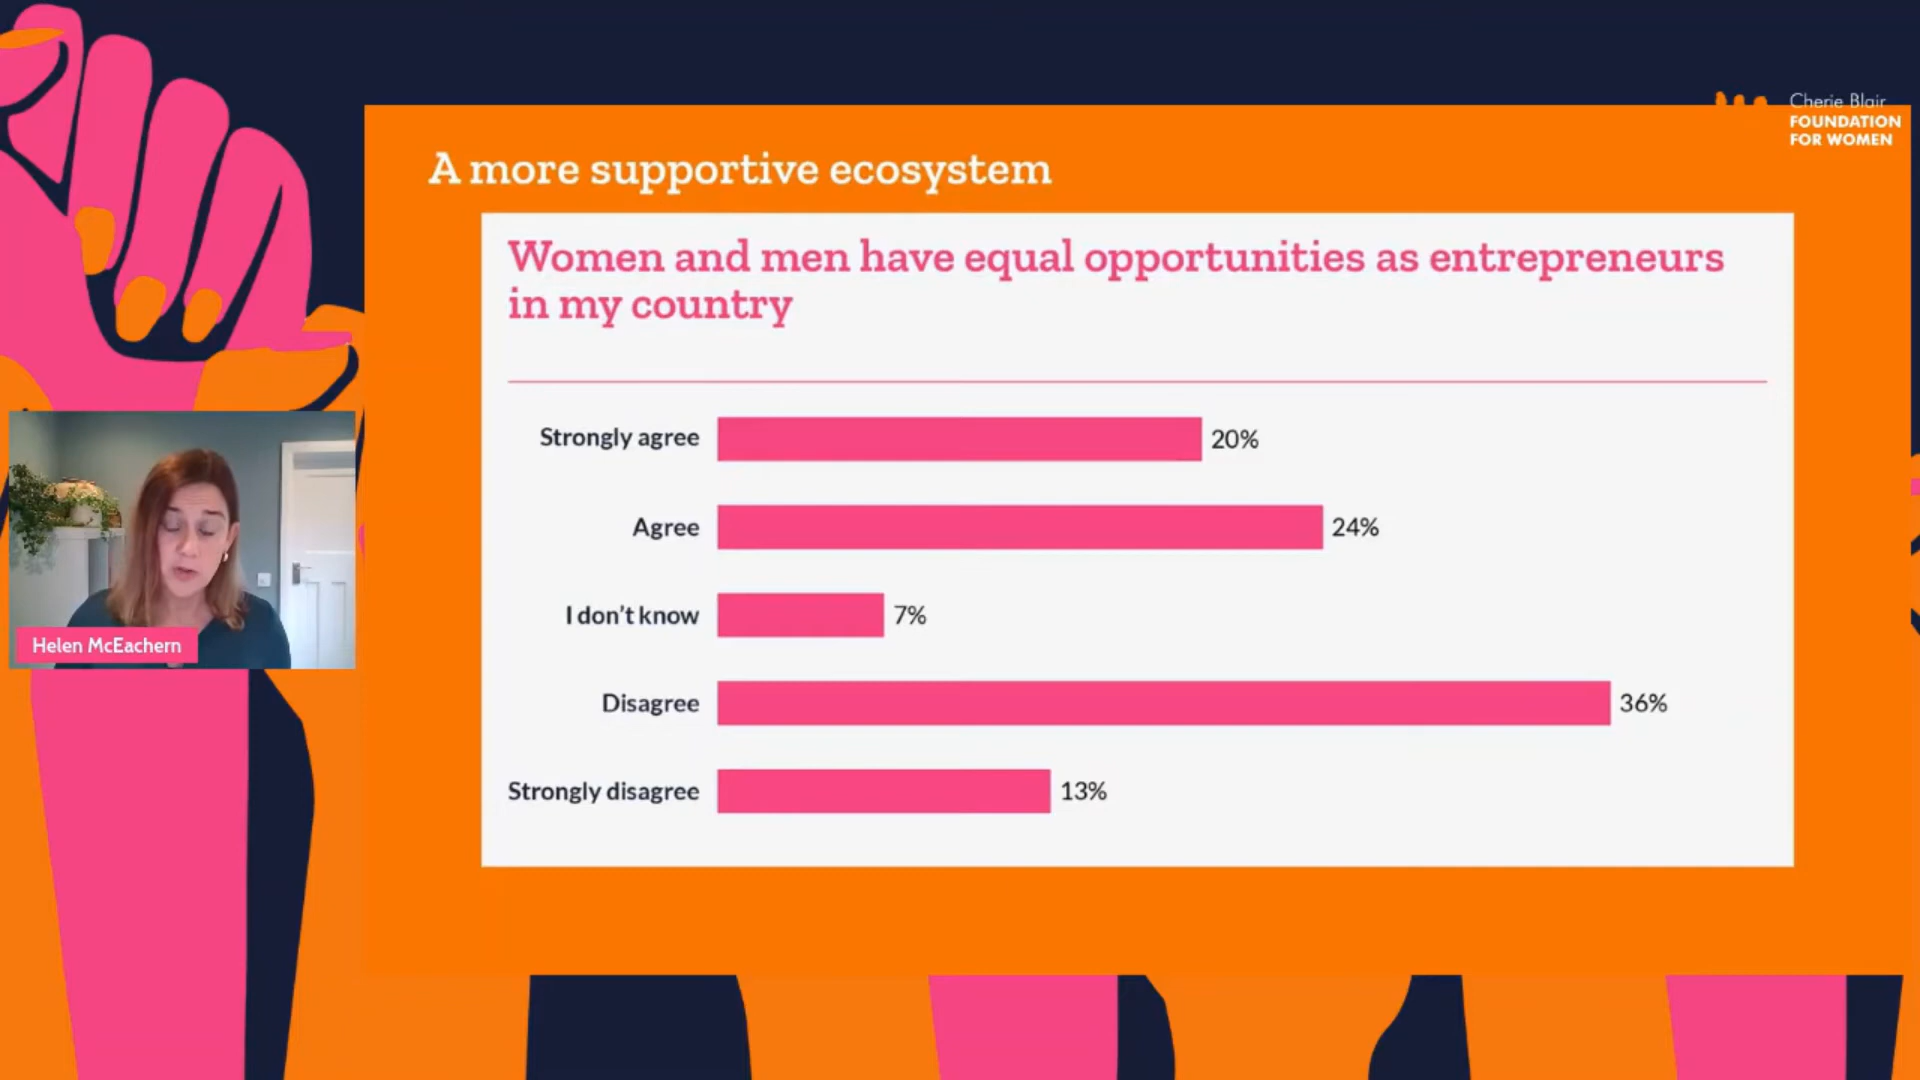 Cherie Blair
FOUNDATION
FOR WOMEN
A more supportive ecosystem
Women and men have equal opportunities as entrepreneurs
in my country
Strongly agree 20%
Agree 24%
I don't know 7%
Disagree 36%
Strongly disagree 13%
Helen McEachern